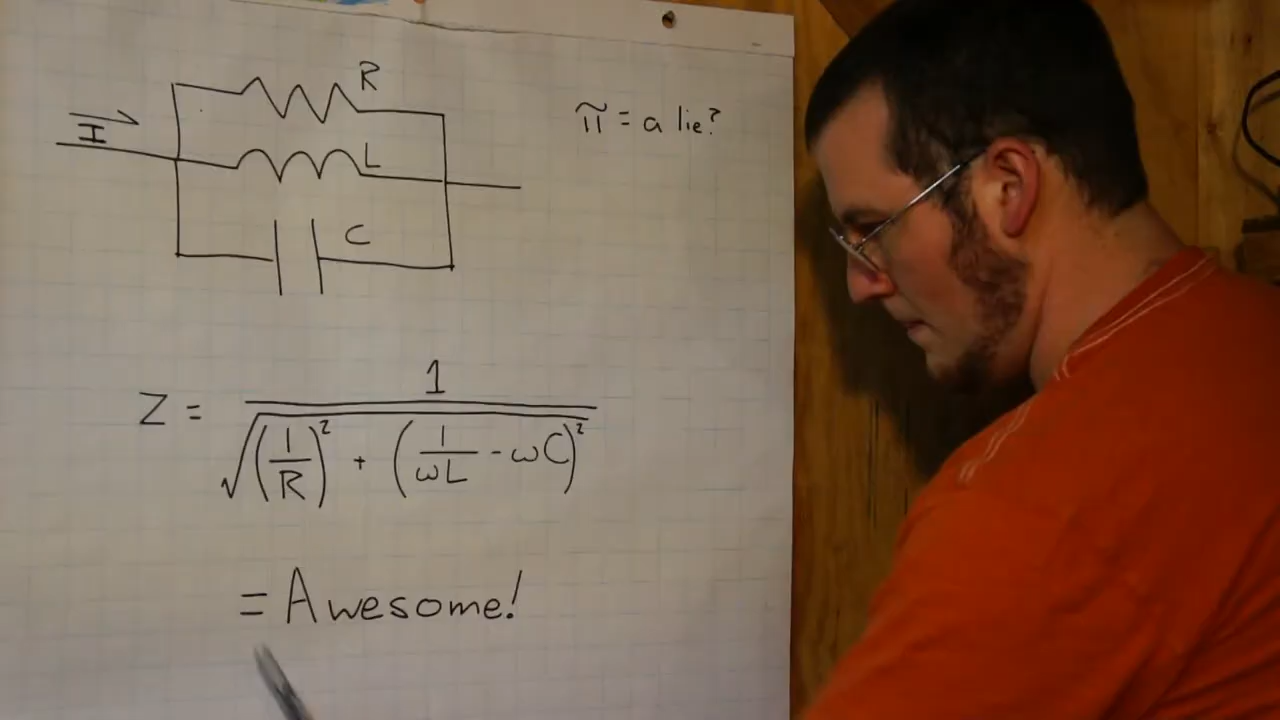 R
I
L
C
π̃ = a lie?
Z = 1 / √((1/R)² + (1/ωL - ωC)²)
= Awesome!